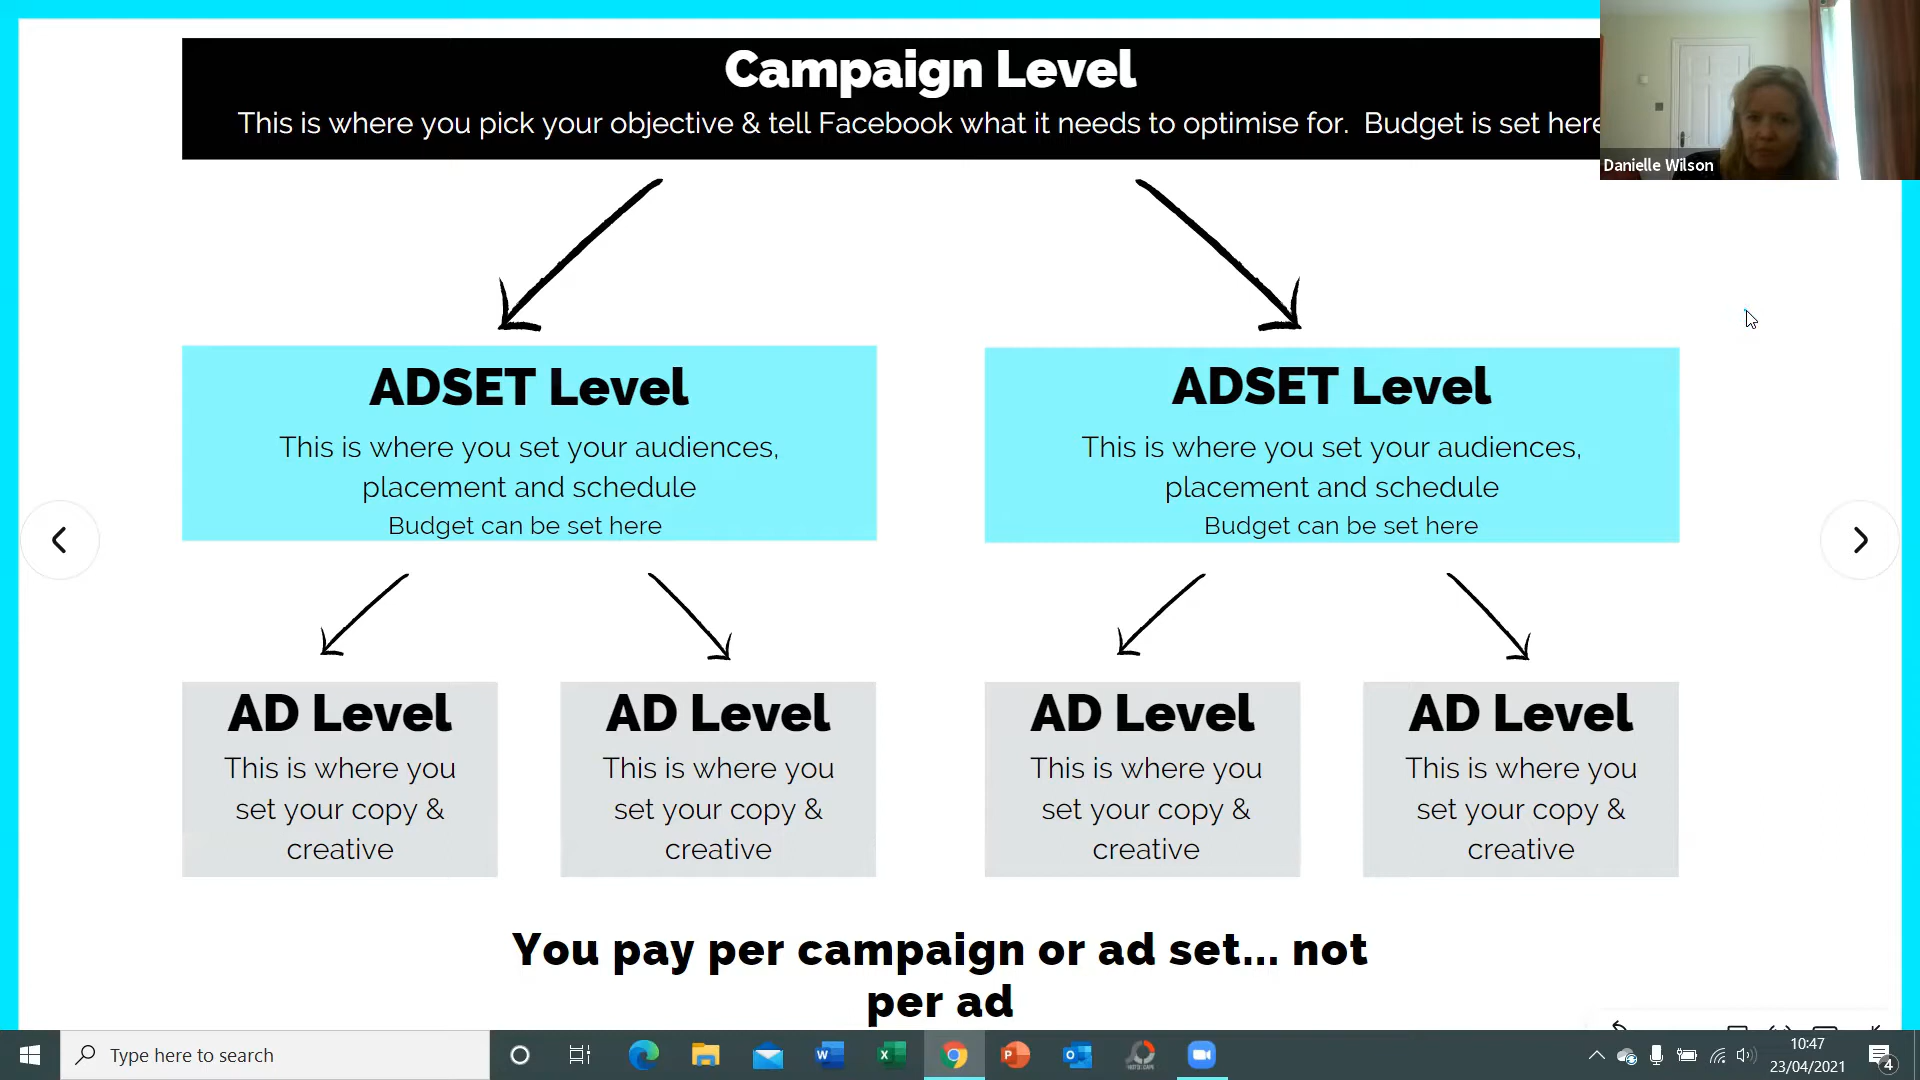 Campaign Level
This is where you pick your objective & tell Facebook what it needs to optimise for. Budget is set here
Danielle Wilson
ADSET Level
This is where you set your audiences,
placement and schedule
Budget can be set here
ADSET Level
This is where you set your audiences,
placement and schedule
Budget can be set here
AD Level
This is where you
set your copy &
creative
AD Level
This is where you
set your copy &
creative
AD Level
This is where you
set your copy &
creative
AD Level
This is where you
set your copy &
creative
You pay per campaign or ad set... not
per ad
Type here to search
10:47
23/04/2021
4